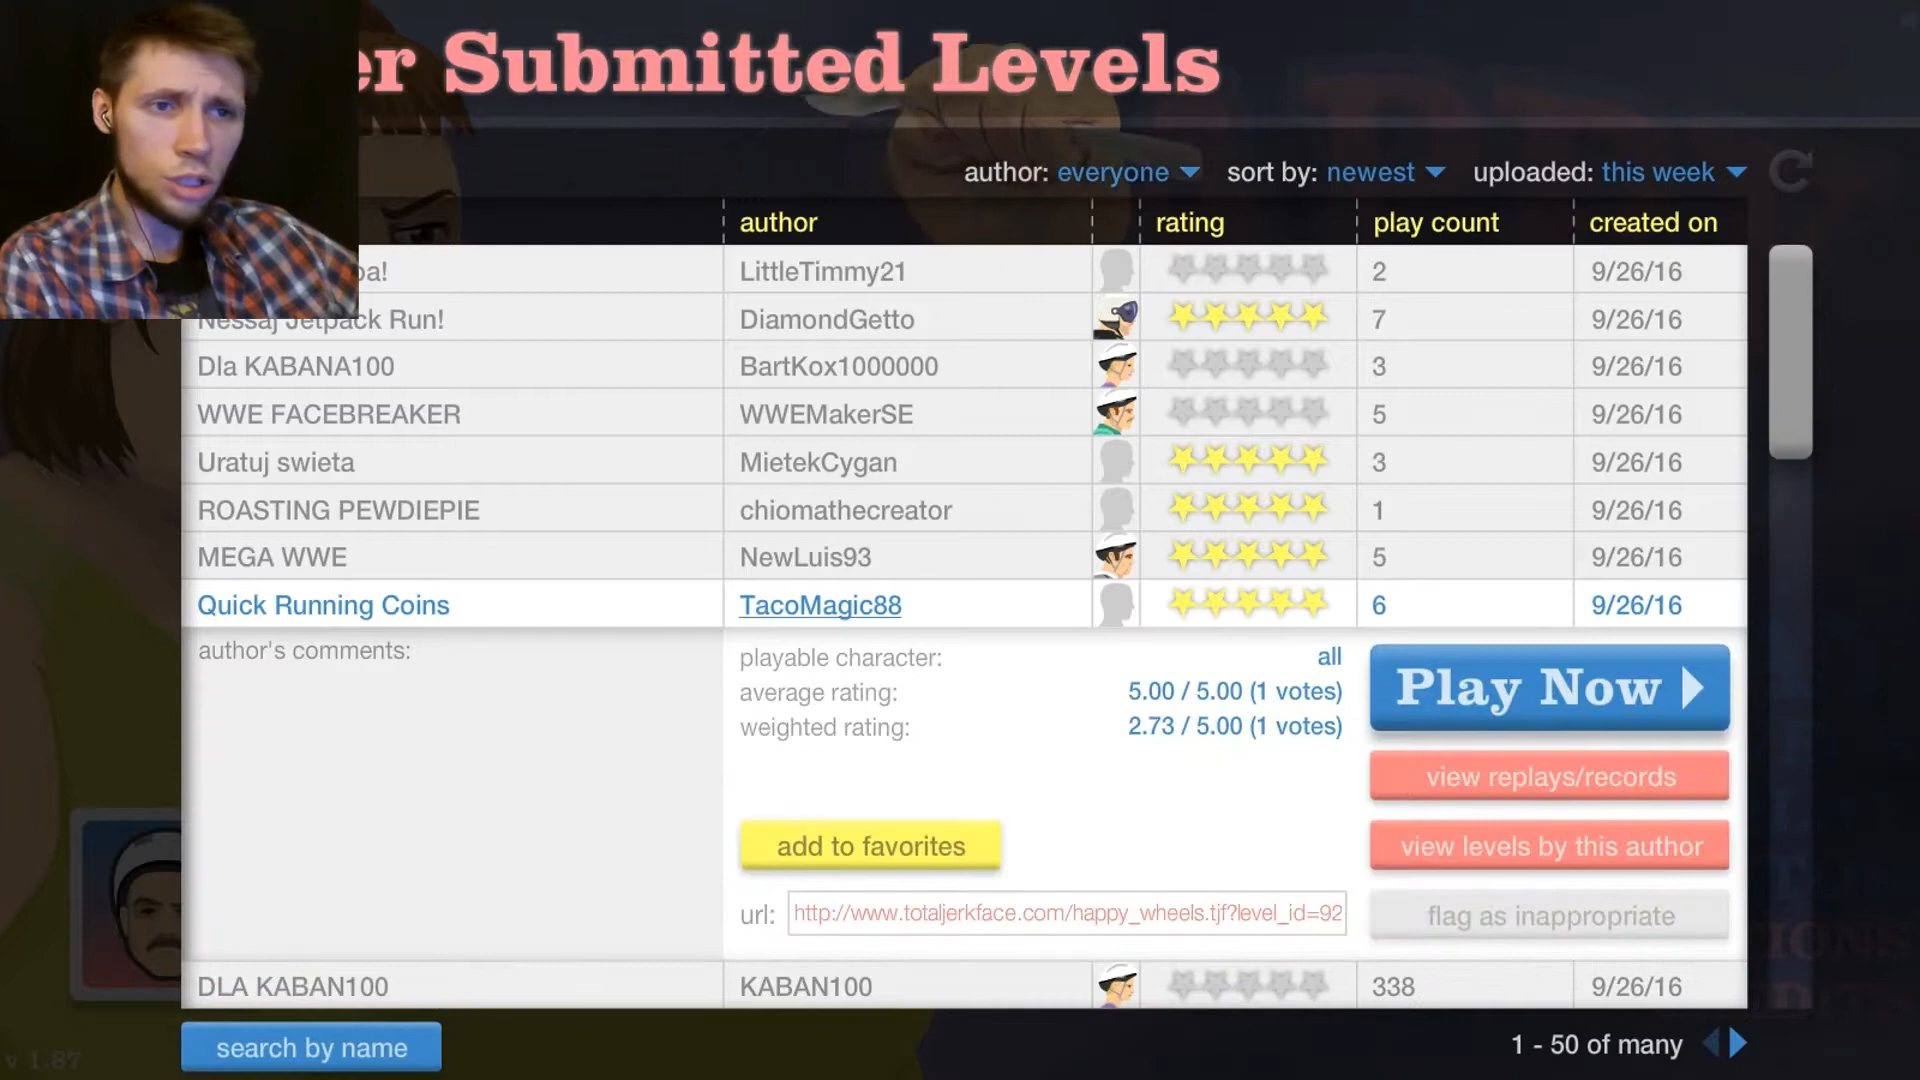 er Submitted Levels
author: everyone sort by: newest uploaded: this week
author rating play count created on
pa! LittleTimmy21 2 9/26/16
Nessaj Jetpack Run! DiamondGetto 7 9/26/16
Dla KABANA100 BartKox1000000 3 9/26/16
WWE FACEBREAKER WWEMakerSE 5 9/26/16
Uratuj swieta MietekCygan 3 9/26/16
ROASTING PEWDIEPIE chiomathecreator 1 9/26/16
MEGA WWE NewLuis93 5 9/26/16
Quick Running Coins TacoMagic88 6 9/26/16
author's comments:
playable character: all
average rating: 5.00 / 5.00 (1 votes)
weighted rating: 2.73 / 5.00 (1 votes)
Play Now
view replays/records
add to favorites
view levels by this author
url: http://www.totaljerkface.com/happy_wheels.tjf?level_id=92
flag as inappropriate
DLA KABAN100 KABAN100 338 9/26/16
search by name
1 - 50 of many
v 1.87